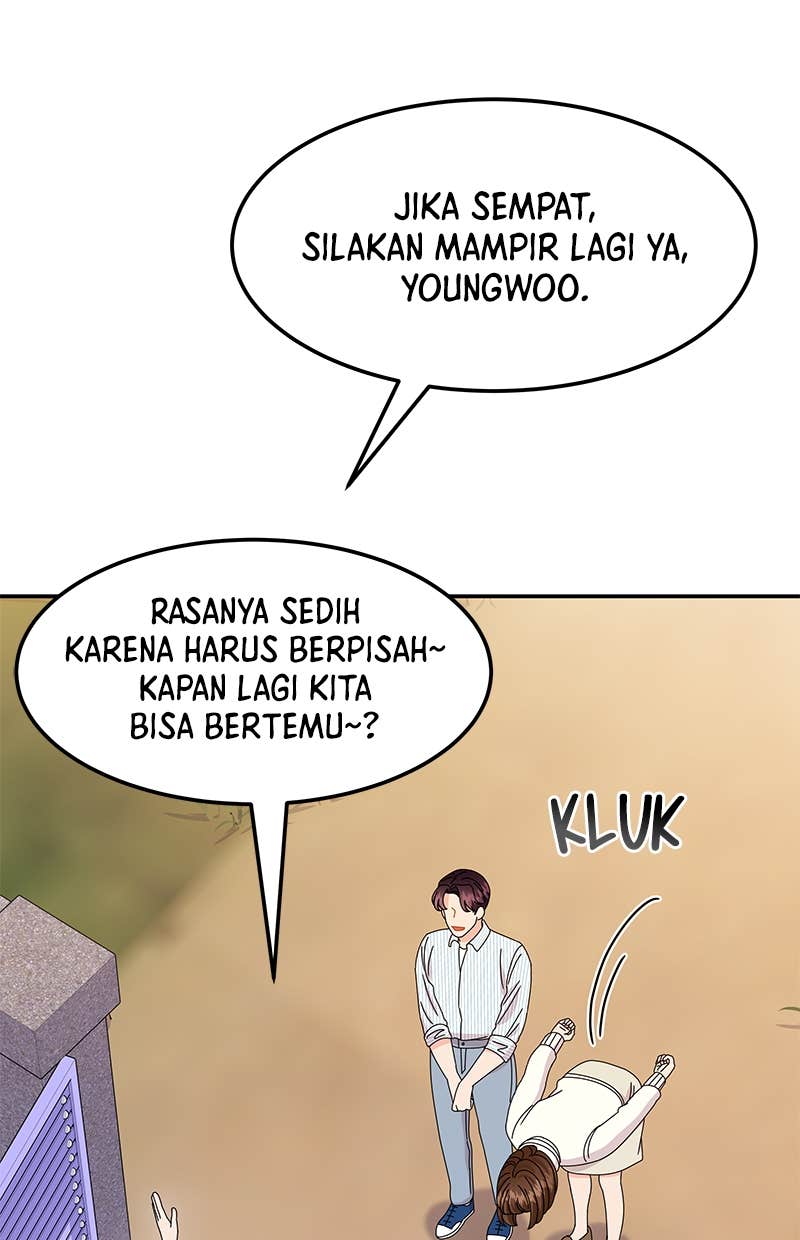 JIKA SEMPAT,
SILAKAN MAMPIR LAGI YA,
YOUNGWOO.
RASANYA SEDIH
KARENA HARUS BERPISAH~
KAPAN LAGI KITA
BISA BERTEMU~?
KLUK